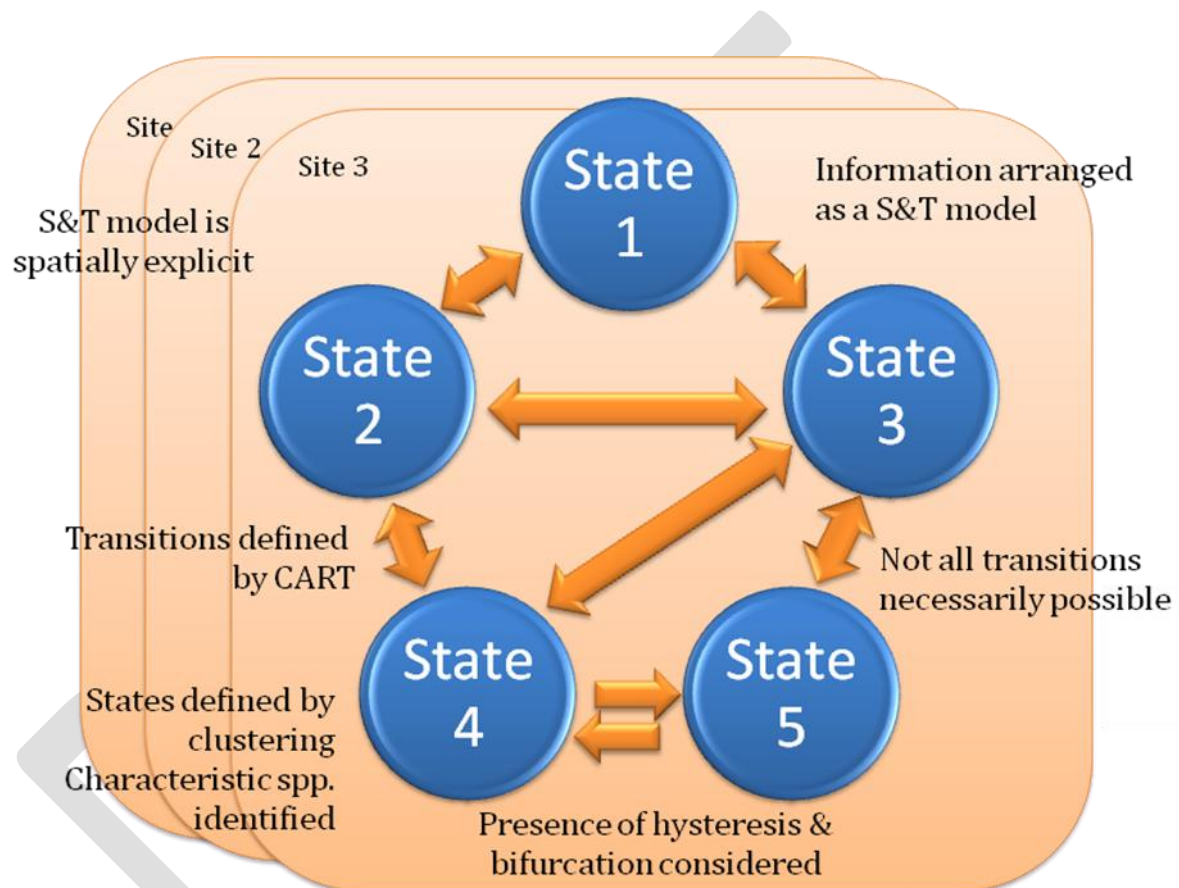 Site
Site 2
Site 3
State
1
Information arranged
as a S&T model
S&T model is
spatially explicit
State
2
State
3
Transitions defined
by CART
Not all transitions
necessarily possible
State
4
State
5
States defined by
clustering
Characteristic spp.
identified
Presence of hysteresis &
bifurcation considered